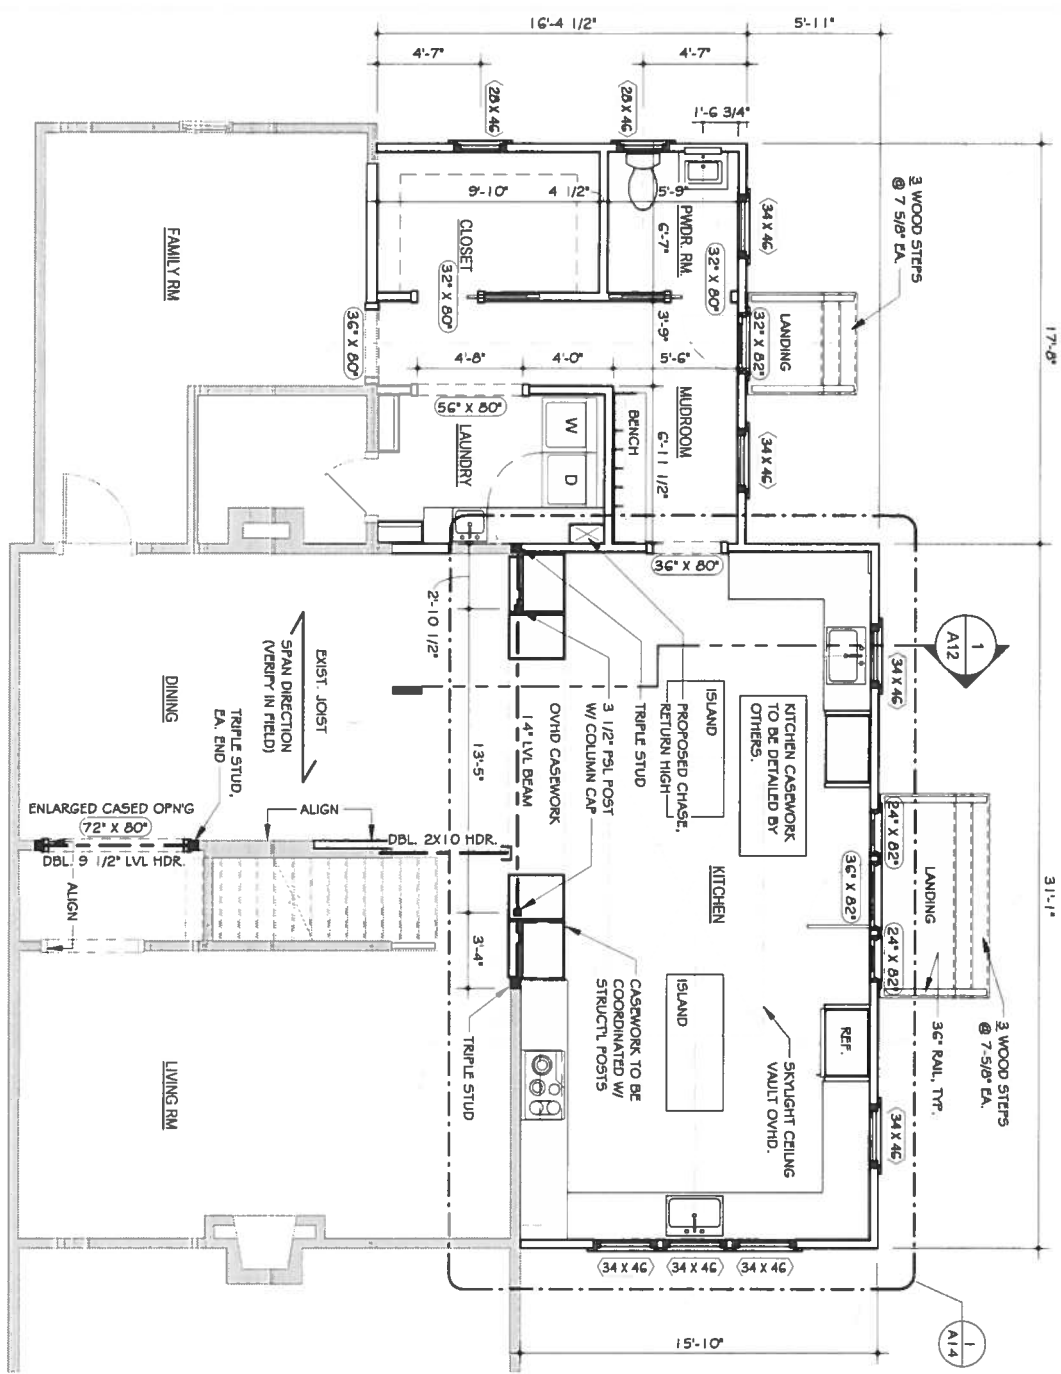 16'-4 1/2"
5'-11"
4'-7"
4'-7"
28 X 46
28 X 46
1'-6 3/4"
17'-8"
3 WOOD STEPS
@ 7 5/8" EA.
9'-10"
4 1/2"
5'-9"
34 X 46
FAMILY RM
CLOSET
PWDR. RM.
6'-7"
32" X 80"
32" X 80"
36" X 80"
3'-9"
32" X 82"
LANDING
4'-8"
4'-0"
5'-6"
56" X 80"
LAUNDRY
W
D
BENCH
MUDROOM
6'-11 1/2"
34 X 46
36" X 80"
2'-10 1/2"
1
A12
34 X 46
EXIST. JOIST
SPAN DIRECTION
(VERIFY IN FIELD)
DINING
TRIPLE STUD,
EA. END
13'-5"
14" LVL BEAM
OVHD CASEWORK
3 1/2" PSL POST
W/ COLUMN CAP
TRIPLE STUD
PROPOSED CHASE,
RETURN HIGH
ISLAND
KITCHEN CASEWORK
TO BE DETAILED BY
OTHERS.
ENLARGED CASED OPN'G
72" X 80"
DBL. 9 1/2" LVL HDR.
ALIGN
DBL. 2X10 HDR.
ALIGN
KITCHEN
24" X 82"
36" X 82"
24" X 82"
LANDING
31'-1"
3'-4"
TRIPLE STUD
CASEWORK TO BE
COORDINATED W/
STRUCT'L POSTS
ISLAND
REF.
SKYLIGHT CEILNG
VAULT OVHD.
36" RAIL, TYP.
3 WOOD STEPS
@ 7-5/8" EA.
LIVING RM
34 X 46
34 X 46
34 X 46
34 X 46
15'-10"
1
A14